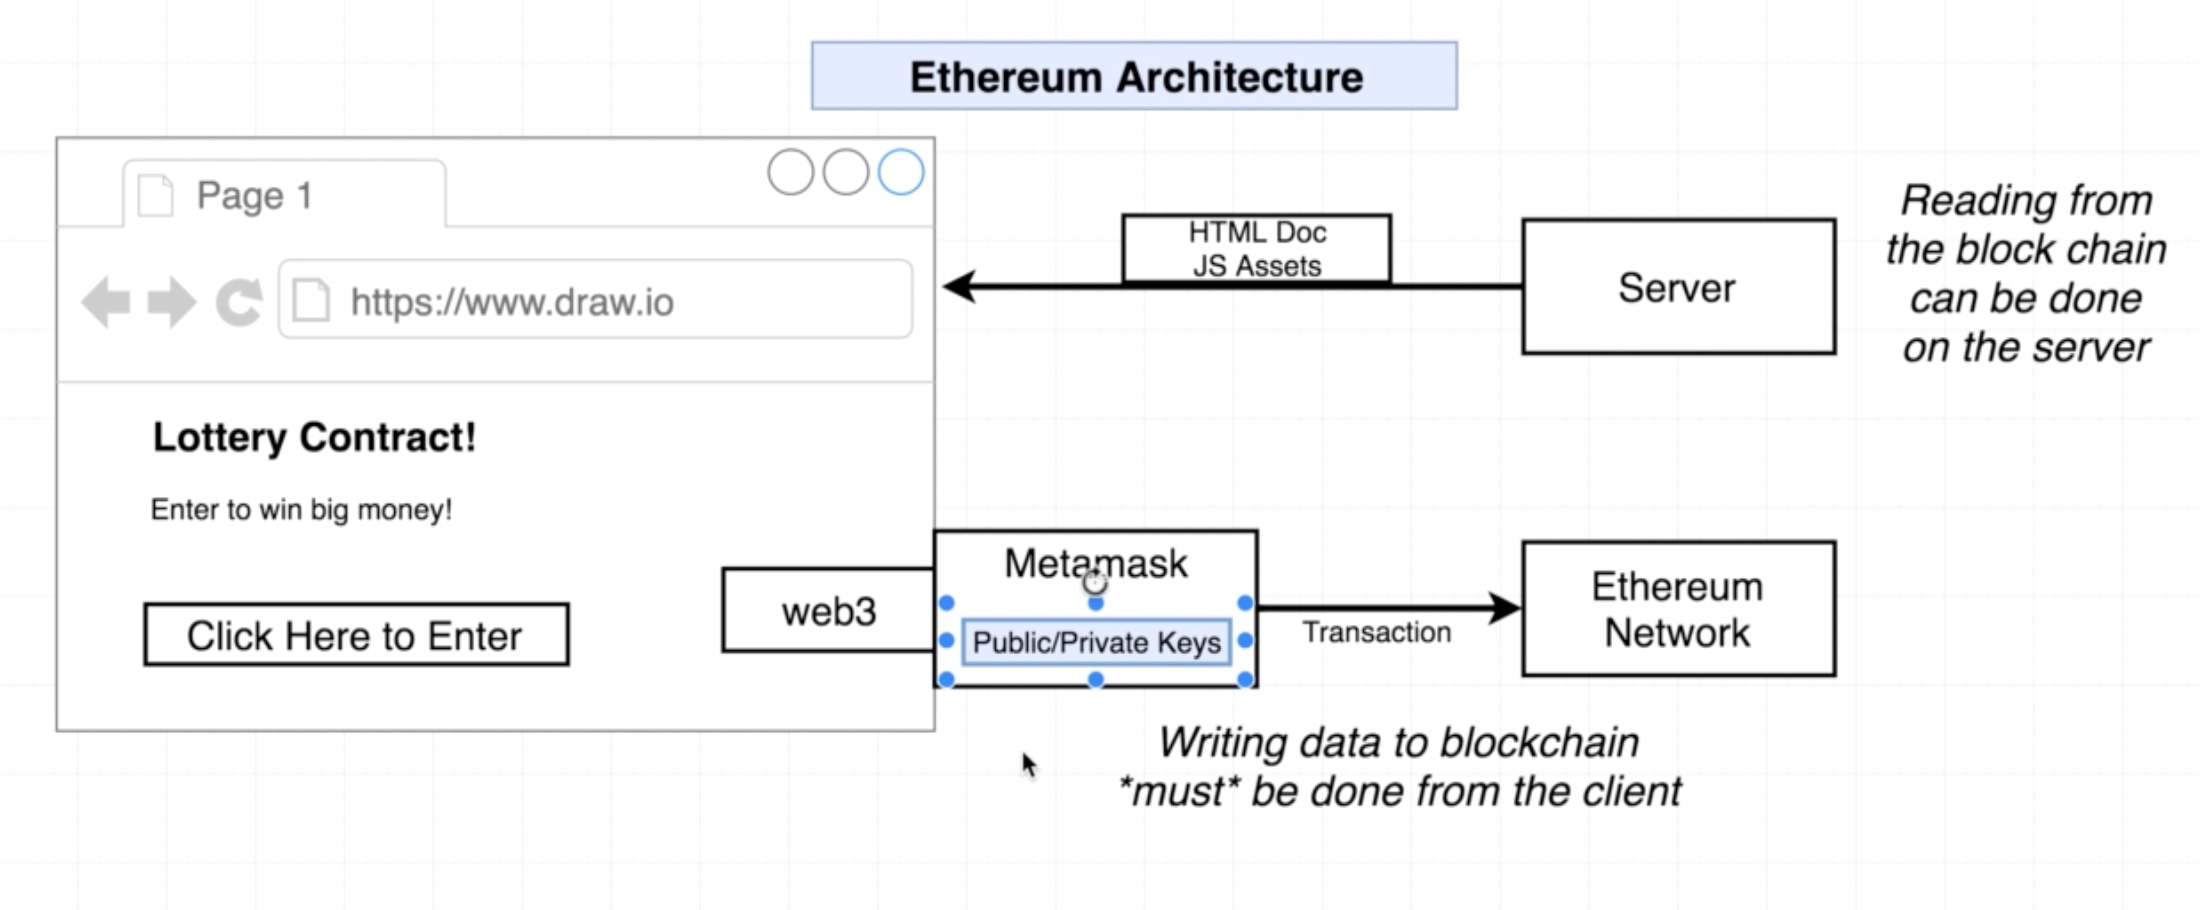 Ethereum Architecture
Page 1
https://www.draw.io
HTML Doc
JS Assets
Server
Reading from
the block chain
can be done
on the server
Lottery Contract!
Enter to win big money!
Click Here to Enter
web3
Metamask
Public/Private Keys
Transaction
Ethereum
Network
Writing data to blockchain
*must* be done from the client